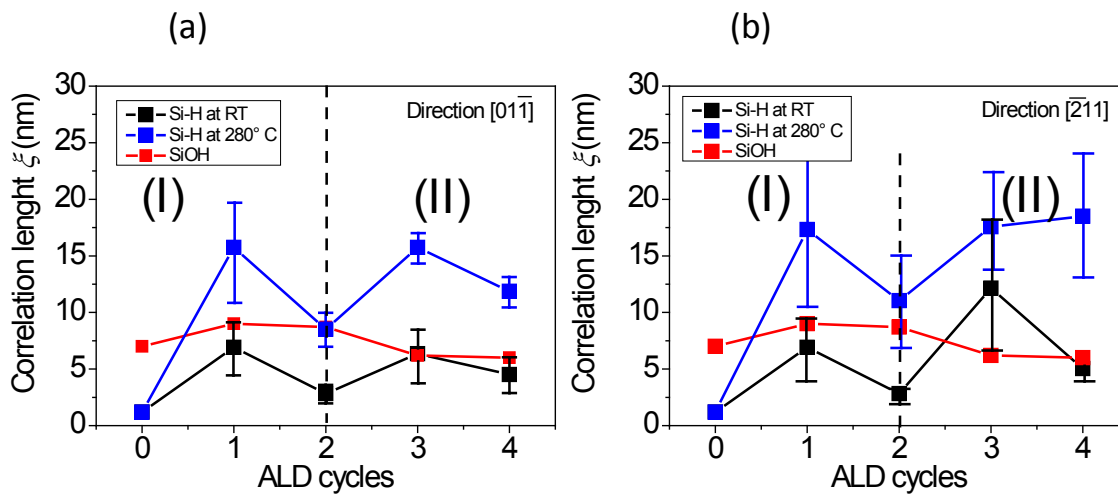 (a)
30
25
20
15
10
5
0
Correlation lenght ξ (nm)
Si-H at RT
Si-H at 280° C
SiOH
Direction [011̅]
(I)
(II)
0 1 2 3 4
ALD cycles
(b)
30
25
20
15
10
5
0
Correlation lenght ξ (nm)
Si-H at RT
Si-H at 280° C
SiOH
Direction [2̅11]
(I)
(II)
0 1 2 3 4
ALD cycles